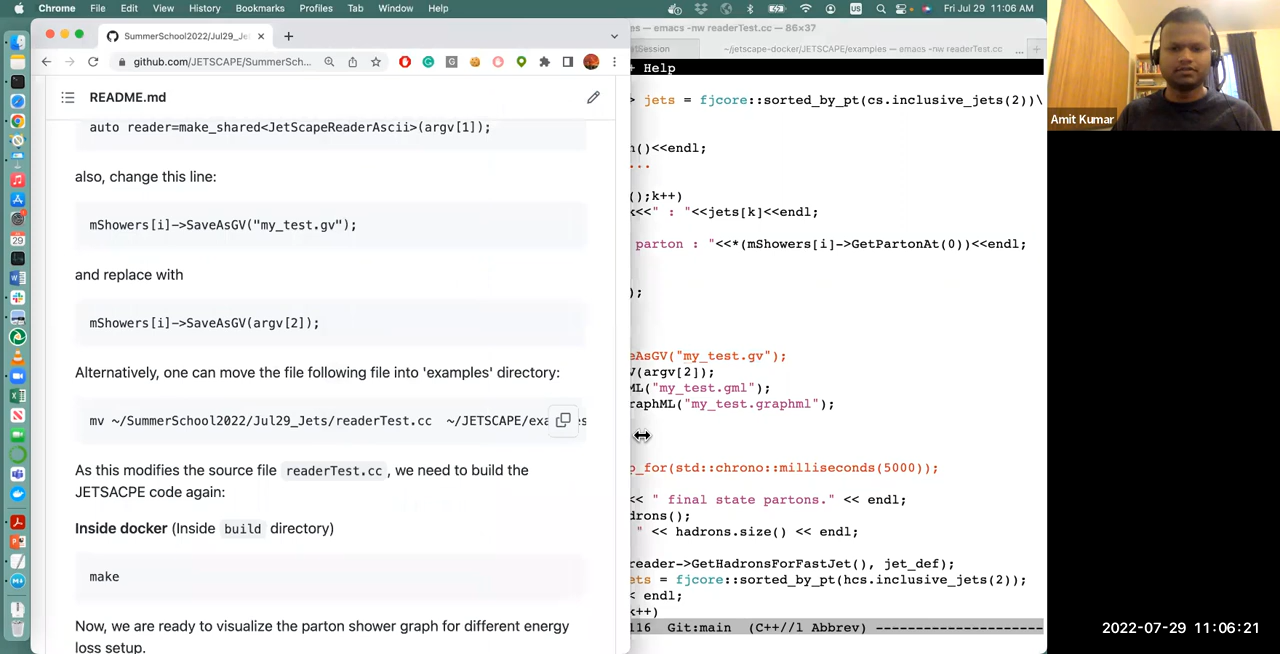 Chrome File Edit View History Bookmarks Profiles Tab Window Help US Fri Jul 29 11:06 AM
SummerSchool2022/Jul29_Je
github.com/JETSCAPE/SummerSch...
README.md
auto reader=make_shared<JetScapeReaderAscii>(argv[1]);
also, change this line:
mShowers[i]->SaveAsGV("my_test.gv");
and replace with
mShowers[i]->SaveAsGV(argv[2]);
Alternatively, one can move the file following file into 'examples' directory:
mv ~/SummerSchool2022/Jul29_Jets/readerTest.cc ~/JETSCAPE/exa
As this modifies the source file readerTest.cc, we need to build the
JETSACPE code again:
Inside docker (Inside build directory)
make
Now, we are ready to visualize the parton shower graph for different energy
loss setup.
es — emacs -nw readerTest.cc — 86×37
etSession ~/jetscape-docker/JETSCAPE/examples — emacs -nw readerTest.cc ...
Help
> jets = fjcore::sorted_by_pt(cs.inclusive_jets(2))\
n()<<endl;
...
();k++)
k<<" : "<<jets[k]<<endl;
parton : "<<*(mShowers[i]->GetPartonAt(0))<<endl;
);
eAsGV("my_test.gv");
V(argv[2]);
ML("my_test.gml");
raphML("my_test.graphml");
p_for(std::chrono::milliseconds(5000));
<< " final state partons." << endl;
drons();
" << hadrons.size() << endl;
reader->GetHadronsForFastJet(), jet_def);
ets = fjcore::sorted_by_pt(hcs.inclusive_jets(2));
< endl;
k++)
116 Git:main (C++//l Abbrev)
Amit Kumar
2022-07-29 11:06:21